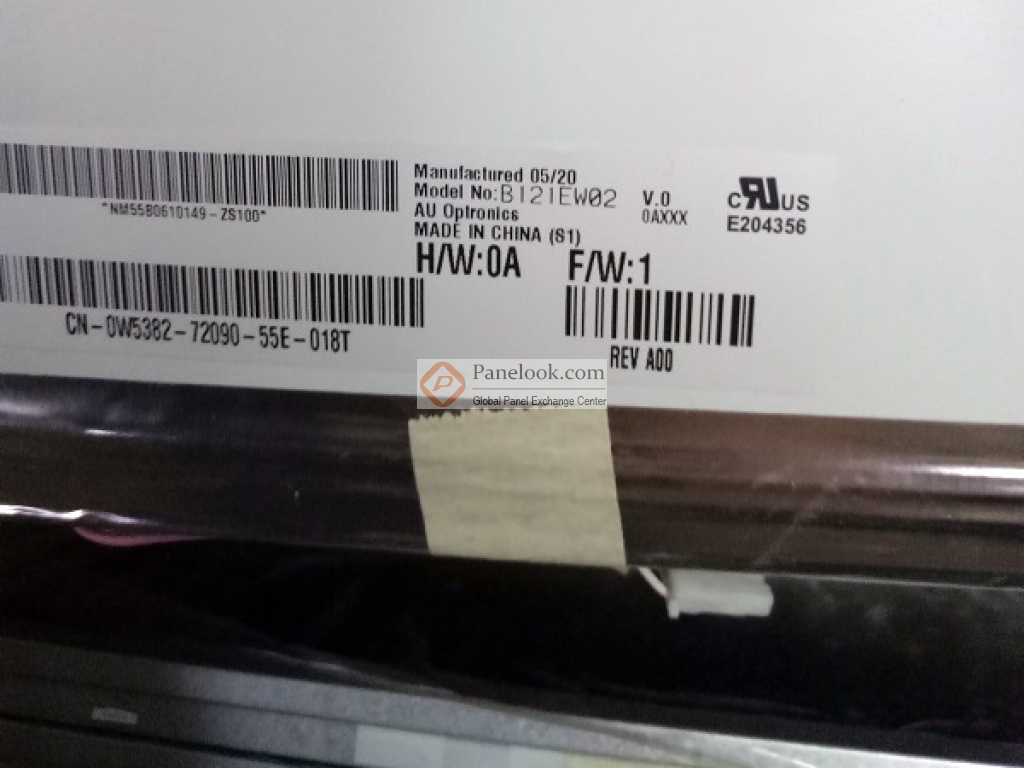 "NM55B0610149-ZS100"
Manufactured 05/20
Model No:B121EW02 V.0
AU Optronics 0AXXX
MADE IN CHINA (S1)
H/W:0A F/W:1
cRUus
E204356
CN-0W5382-72090-55E-018T
REV A00
Panelook.com
Global Panel Exchange Center